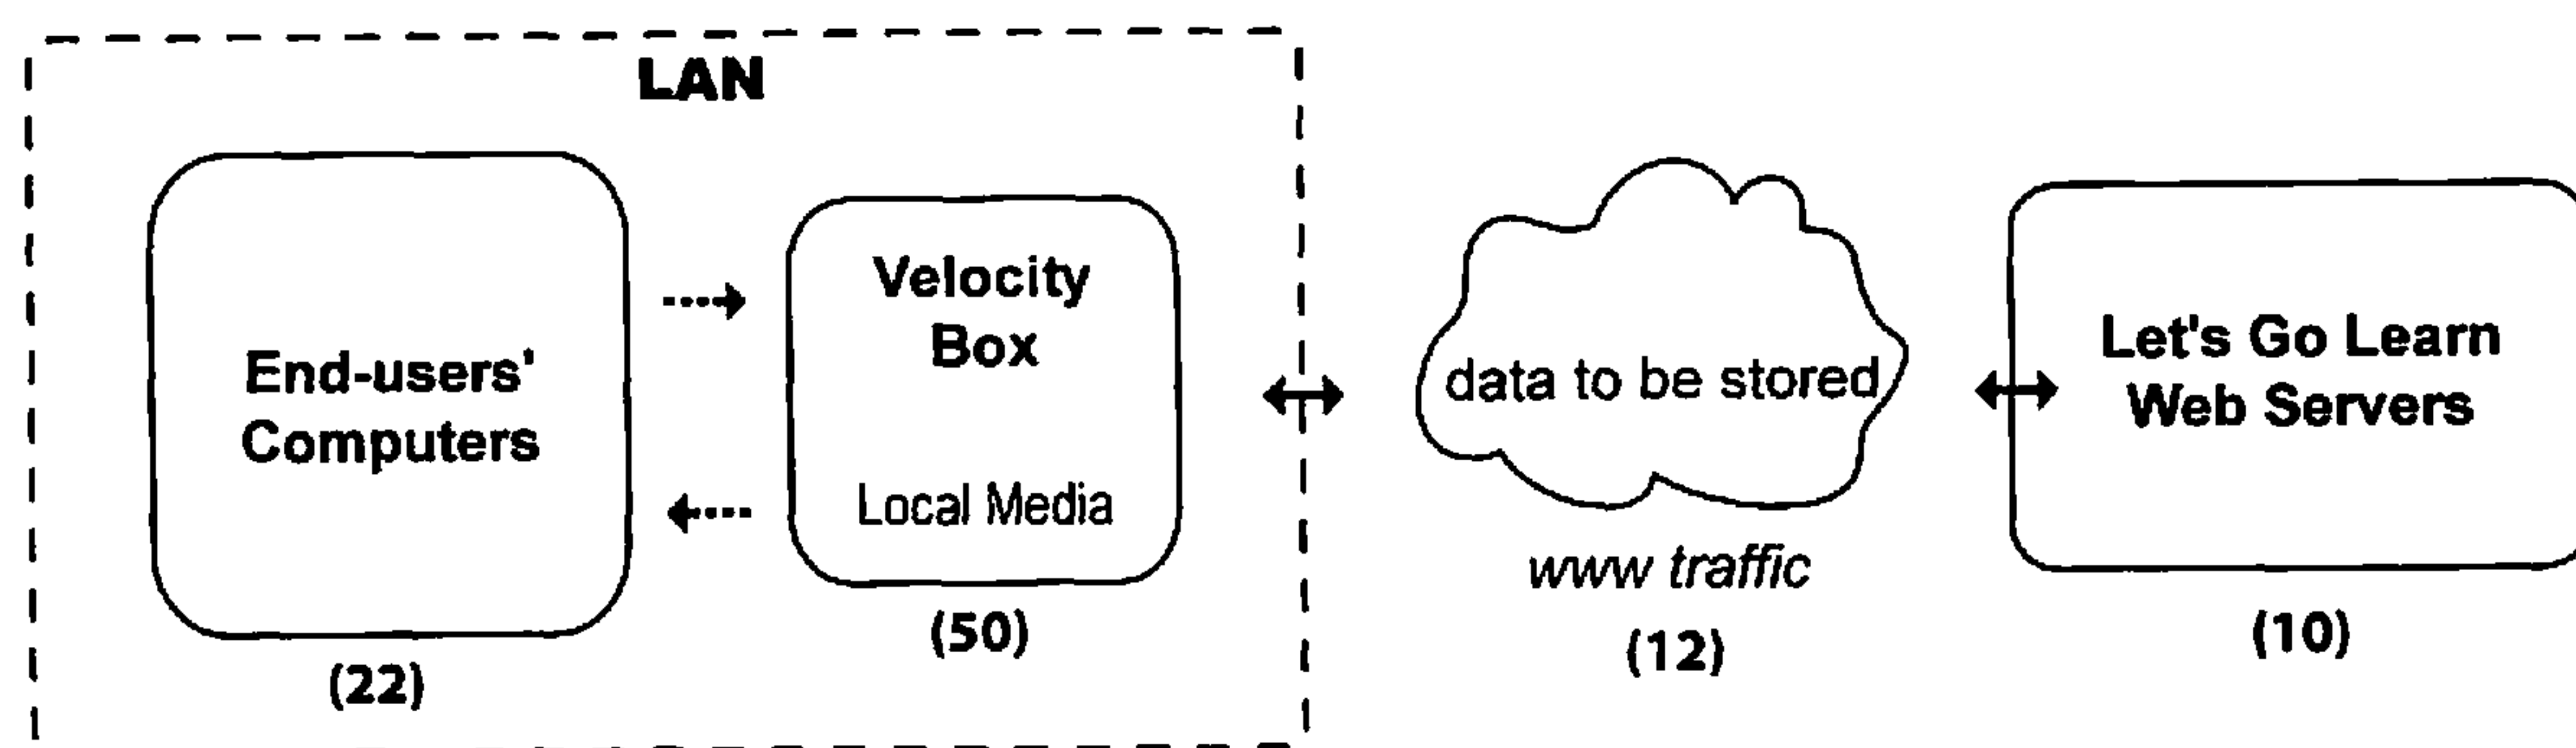 LAN
End-users'
Computers
(22)
Velocity
Box
Local Media
(50)
data to be stored
www traffic
(12)
Let's Go Learn
Web Servers
(10)